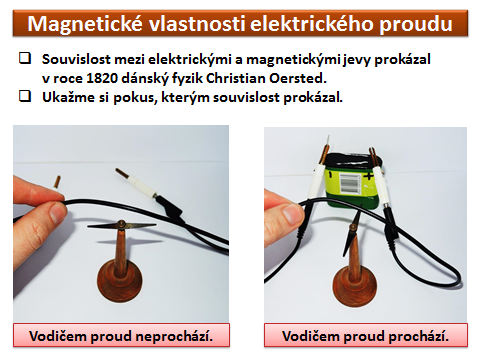 Magnetické vlastnosti elektrického proudu
❑ Souvislost mezi elektrickými a magnetickými jevy prokázal
v roce 1820 dánský fyzik Christian Oersted.
❑ Ukažme si pokus, kterým souvislost prokázal.
Vodičem proud neprochází.
Vodičem proud prochází.